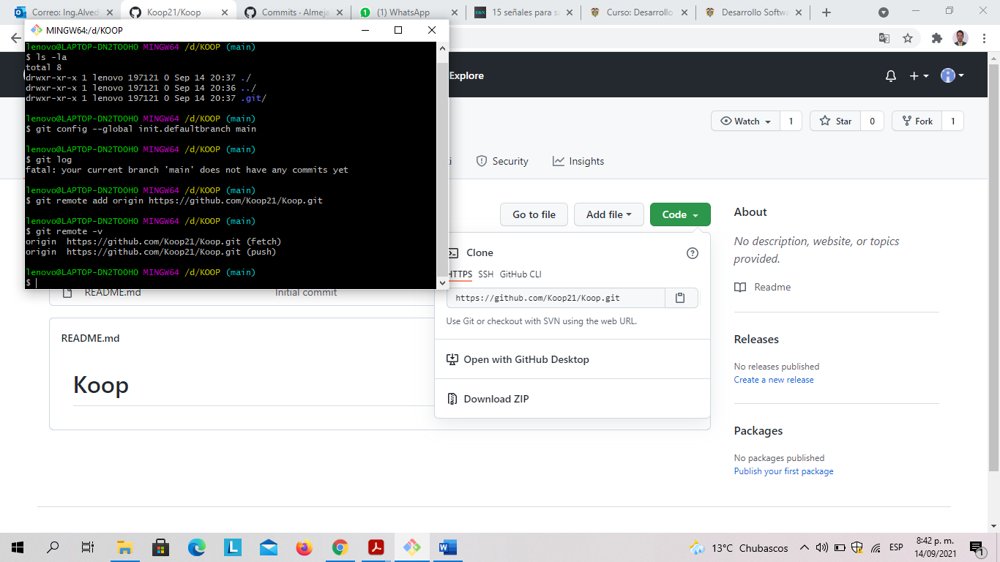 Correo: Ing.Alved
Koop21/Koop
Commits · Almeja
(1) WhatsApp
15 señales para sa
Curso: Desarrollo
Desarrollo Softwa
MINGW64:/d/KOOP
lenovo@LAPTOP-DN2TOOHO MINGW64 /d/KOOP (main)
$ ls -la
total 8
drwxr-xr-x 1 lenovo 197121 0 Sep 14 20:37 ./
drwxr-xr-x 1 lenovo 197121 0 Sep 14 20:36 ../
drwxr-xr-x 1 lenovo 197121 0 Sep 14 20:37 .git/
lenovo@LAPTOP-DN2TOOHO MINGW64 /d/KOOP (main)
$ git config --global init.defaultbranch main
lenovo@LAPTOP-DN2TOOHO MINGW64 /d/KOOP (main)
$ git log
fatal: your current branch 'main' does not have any commits yet
lenovo@LAPTOP-DN2TOOHO MINGW64 /d/KOOP (main)
$ git remote add origin https://github.com/Koop21/Koop.git
lenovo@LAPTOP-DN2TOOHO MINGW64 /d/KOOP (main)
$ git remote -v
origin https://github.com/Koop21/Koop.git (fetch)
origin https://github.com/Koop21/Koop.git (push)
lenovo@LAPTOP-DN2TOOHO MINGW64 /d/KOOP (main)
$
Explore
Watch 1
Star 0
Fork 1
Security
Insights
Go to file
Add file
Code
Clone
HTTPS SSH GitHub CLI
https://github.com/Koop21/Koop.git
Use Git or checkout with SVN using the web URL.
Open with GitHub Desktop
Download ZIP
README.md Initial commit
README.md
Koop
About
No description, website, or topics
provided.
Readme
Releases
No releases published
Create a new release
Packages
No packages published
Publish your first package
13°C Chubascos
ESP
8:42 p. m.
14/09/2021
1